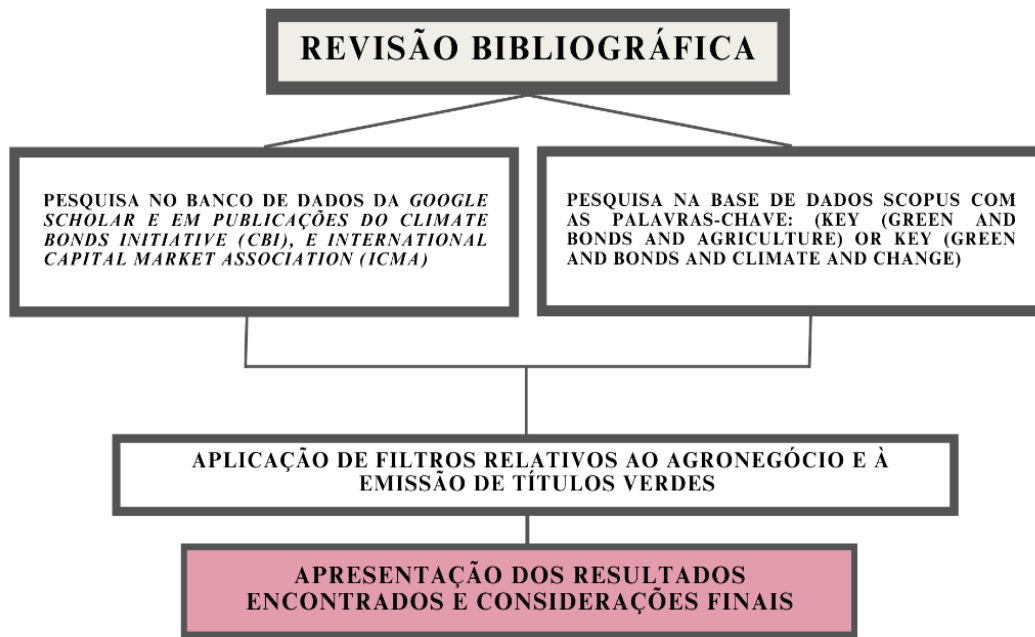 REVISÃO BIBLIOGRÁFICA
PESQUISA NO BANCO DE DADOS DA GOOGLE
SCHOLAR E EM PUBLICAÇÕES DO CLIMATE
BONDS INITIATIVE (CBI), E INTERNATIONAL
CAPITAL MARKET ASSOCIATION (ICMA)
PESQUISA NA BASE DE DADOS SCOPUS COM
AS PALAVRAS-CHAVE: (KEY (GREEN AND
BONDS AND AGRICULTURE) OR KEY (GREEN
AND BONDS AND CLIMATE AND CHANGE)
APLICAÇÃO DE FILTROS RELATIVOS AO AGRONEGÓCIO E À
EMISSÃO DE TÍTULOS VERDES
APRESENTAÇÃO DOS RESULTADOS
ENCONTRADOS E CONSIDERAÇÕES FINAIS